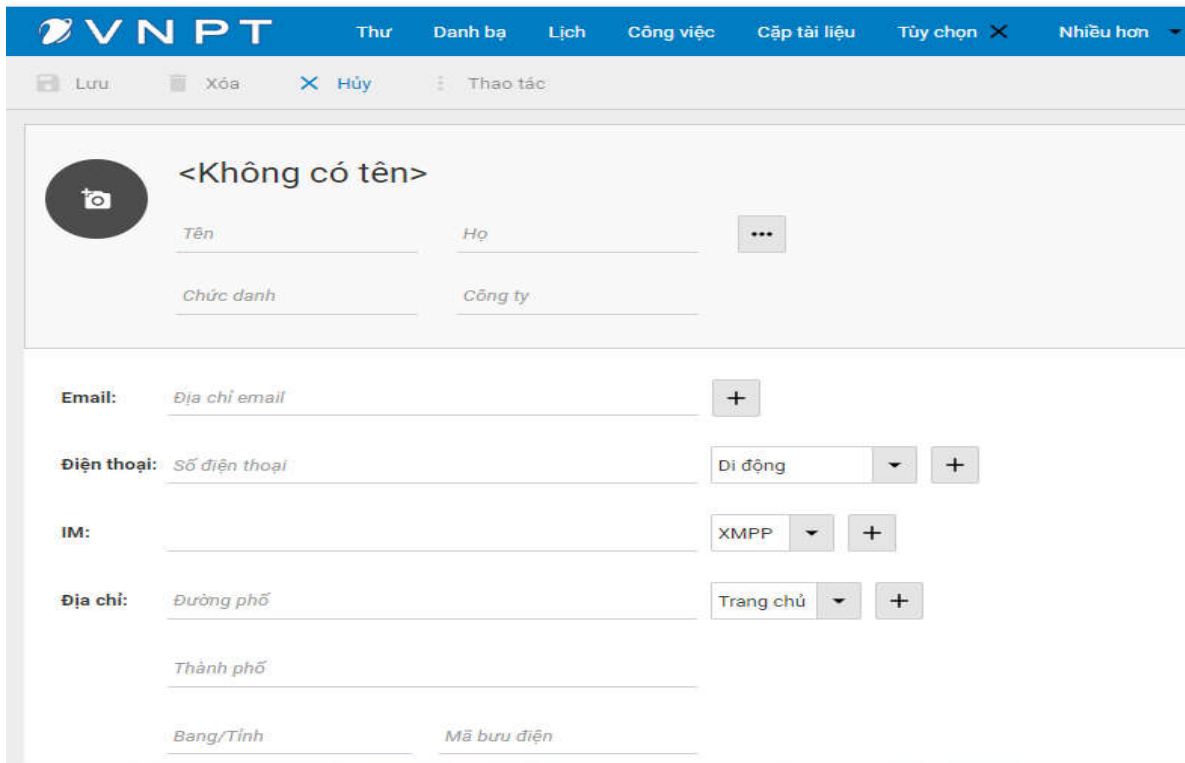 VNPT Thư Danh bạ Lịch Công việc Cặp tài liệu Tùy chọn Nhiều hơn
Lưu Xóa Hủy Thao tác
<Không có tên>
Tên Họ
Chức danh Công ty
Email: Địa chỉ email
Điện thoại: Số điện thoại Di động
IM: XMPP
Địa chỉ: Đường phố Trang chủ
Thành phố
Bang/Tỉnh Mã bưu điện